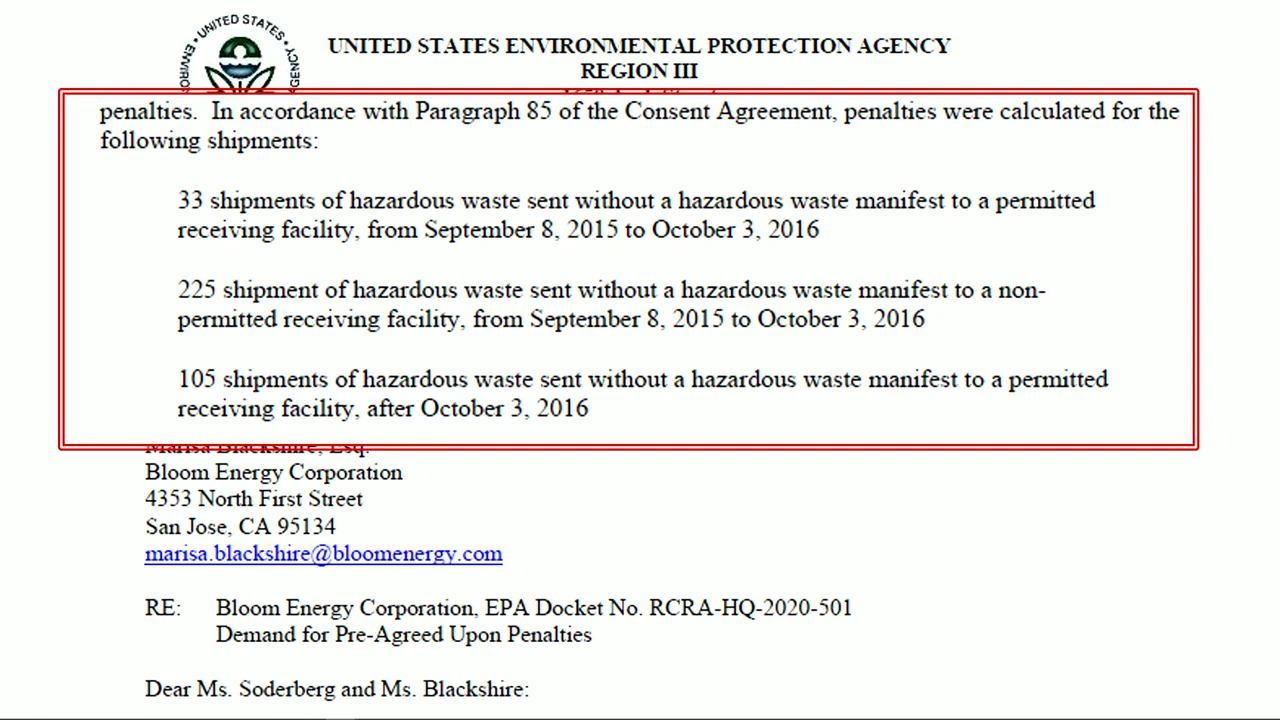 UNITED STATES
AGENCY
UNITED STATES ENVIRONMENTAL PROTECTION AGENCY
REGION III
penalties. In accordance with Paragraph 85 of the Consent Agreement, penalties were calculated for the
following shipments:
33 shipments of hazardous waste sent without a hazardous waste manifest to a permitted
receiving facility, from September 8, 2015 to October 3, 2016
225 shipment of hazardous waste sent without a hazardous waste manifest to a non-
permitted receiving facility, from September 8, 2015 to October 3, 2016
105 shipments of hazardous waste sent without a hazardous waste manifest to a permitted
receiving facility, after October 3, 2016
Marisa Blackshire, Esq.
Bloom Energy Corporation
4353 North First Street
San Jose, CA 95134
marisa.blackshire@bloomenergy.com
RE: Bloom Energy Corporation, EPA Docket No. RCRA-HQ-2020-501
Demand for Pre-Agreed Upon Penalties
Dear Ms. Soderberg and Ms. Blackshire: